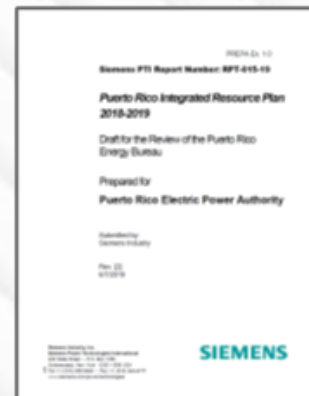 PREPA Ex. 1.0
Siemens PTI Report Number: RPT-015-19
Puerto Rico Integrated Resource Plan
2018-2019
Draft for the Review of the Puerto Rico
Energy Bureau
Prepared for
Puerto Rico Electric Power Authority
Submitted by:
Siemens Industry
SIEMENS